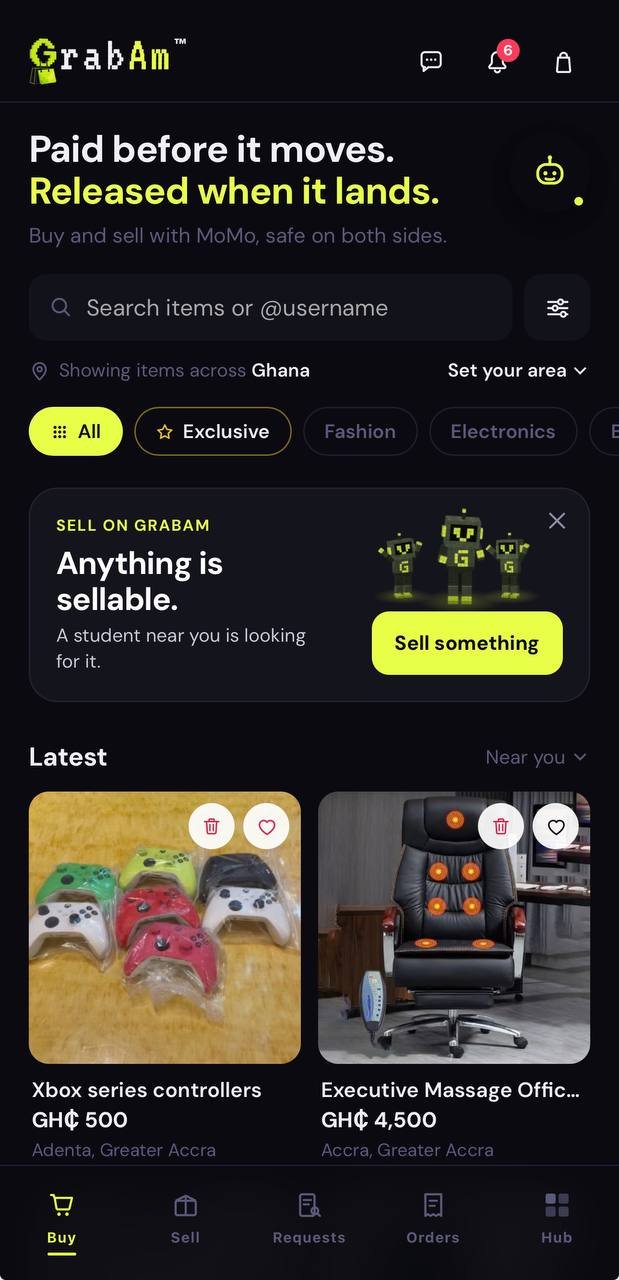 GrabAm™
6
Paid before it moves.
Released when it lands.
Buy and sell with MoMo, safe on both sides.
Search items or @username
Showing items across Ghana
Set your area
All
Exclusive
Fashion
Electronics
SELL ON GRABAM
Anything is
sellable.
A student near you is looking
for it.
G
G
G
Sell something
Latest
Near you
Xbox series controllers
GH₵ 500
Adenta, Greater Accra
Executive Massage Offic...
GH₵ 4,500
Accra, Greater Accra
Buy
Sell
Requests
Orders
Hub